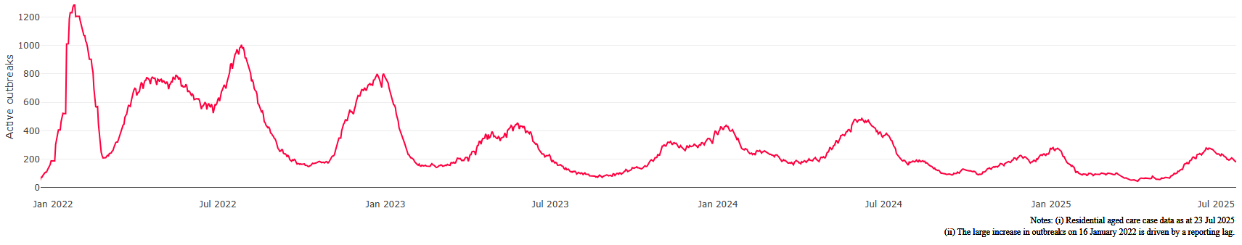 1200
1000
800
600
400
200
0
Active outbreaks
Jan 2022 Jul 2022 Jan 2023 Jul 2023 Jan 2024 Jul 2024 Jan 2025 Jul 2025
Notes: (i) Residential aged care case data as at 23 Jul 2025
(ii) The large increase in outbreaks on 16 January 2022 is driven by a reporting lag.